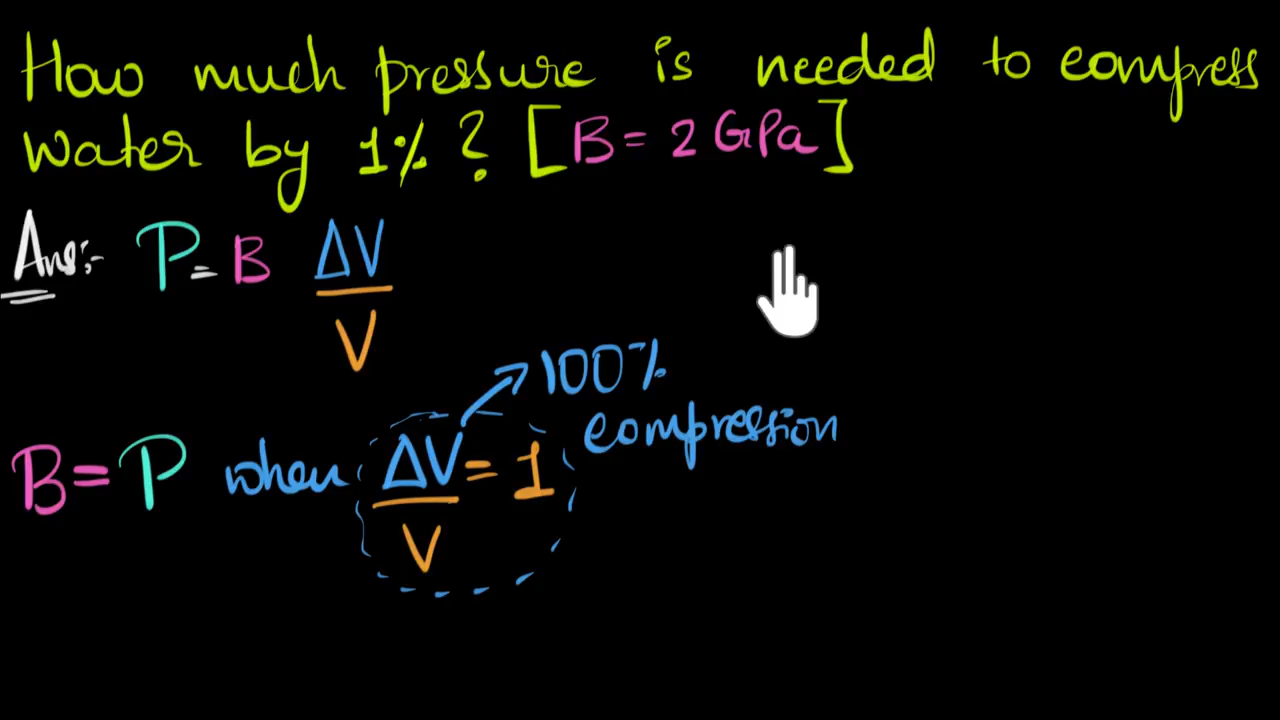 How much pressure is needed to compress
water by 1%? [B = 2 GPa]
Ans:- P = B ΔV
V
100%
compression
B = P when ΔV = 1
V